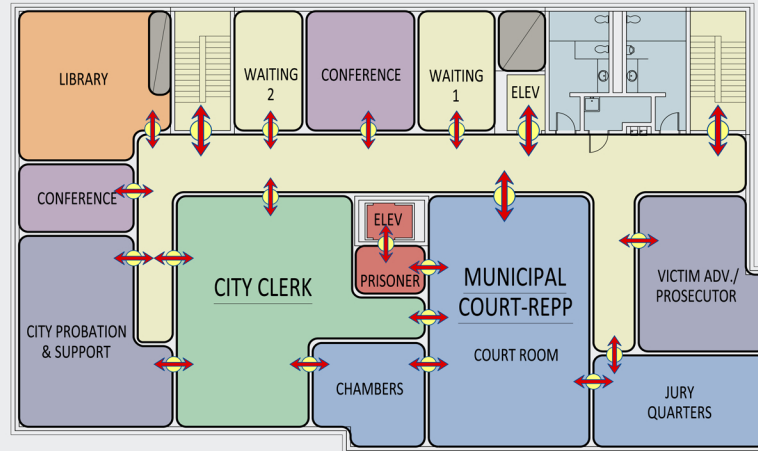 LIBRARY
WAITING
2
CONFERENCE
WAITING
1
ELEV
CONFERENCE
ELEV
PRISONER
CITY CLERK
MUNICIPAL
COURT-REPP
COURT ROOM
VICTIM ADV./
PROSECUTOR
CITY PROBATION
& SUPPORT
CHAMBERS
JURY
QUARTERS